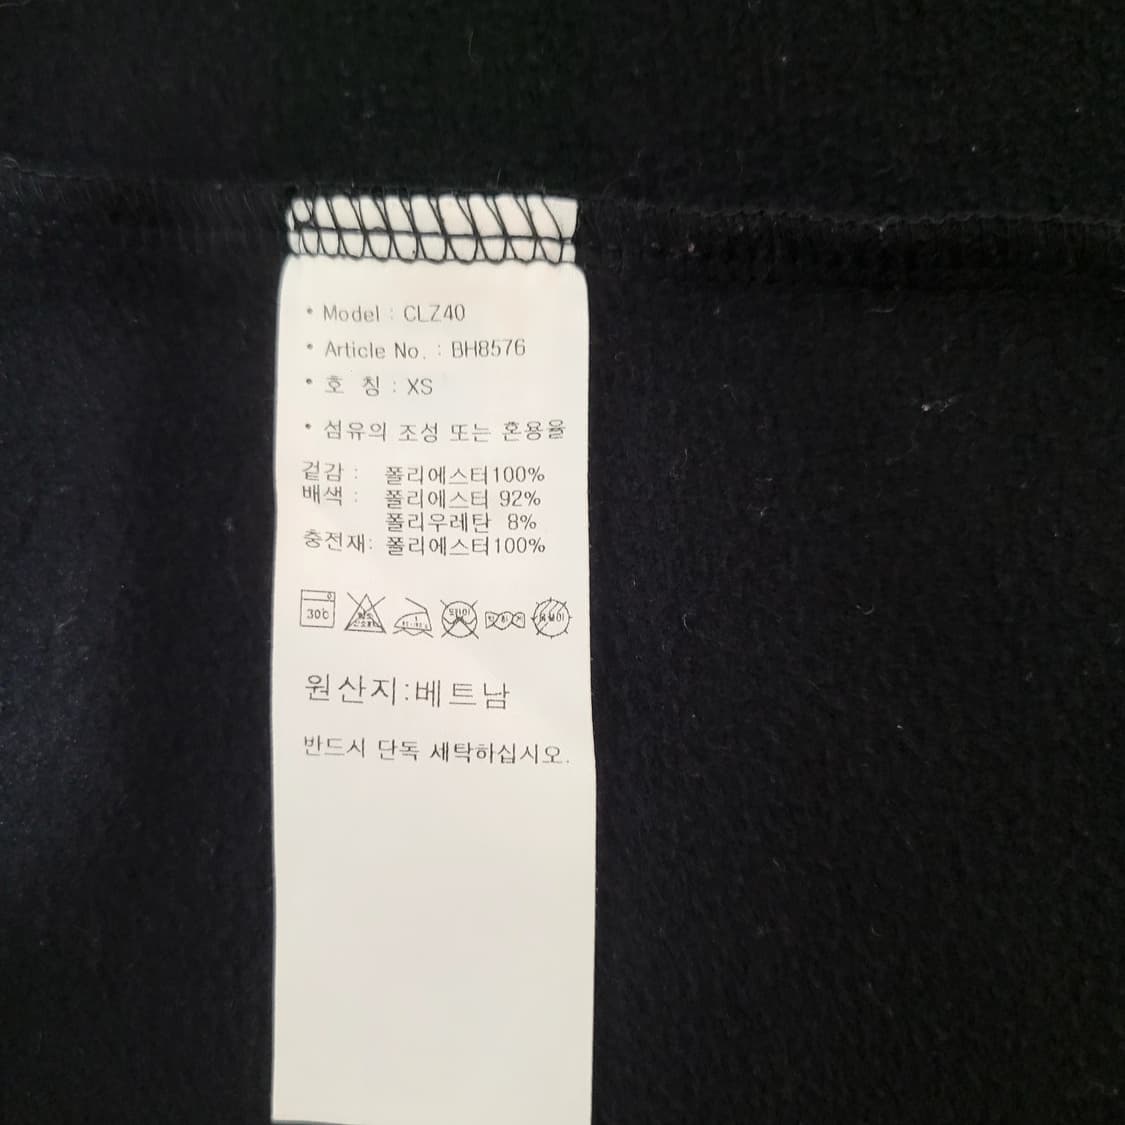 • Model : CLZ40
• Article No. : BH8576
• 호 칭 : XS
• 섬유의 조성 또는 혼용율
겉감 : 폴리에스터100%
배색 : 폴리에스터 92%
폴리우레탄 8%
충전재: 폴리에스터100%
30℃
원산지:베트남
반드시 단독 세탁하십시오.